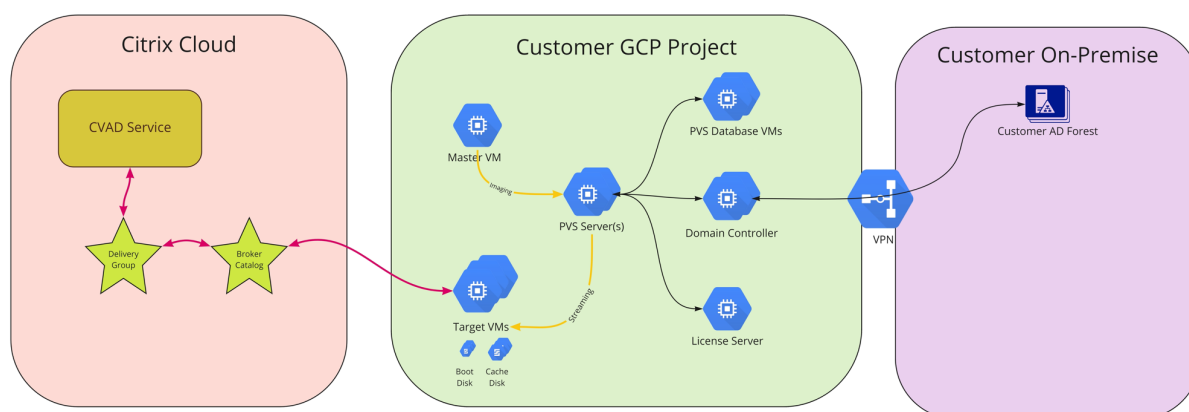 Citrix Cloud
CVAD Service
Delivery
Group
Broker
Catalog
Customer GCP Project
Master VM
Imaging
PVS Server(s)
Streaming
Target VMs
Boot
Disk
Cache
Disk
PVS Database VMs
Domain Controller
License Server
VPN
Customer On-Premise
Customer AD Forest